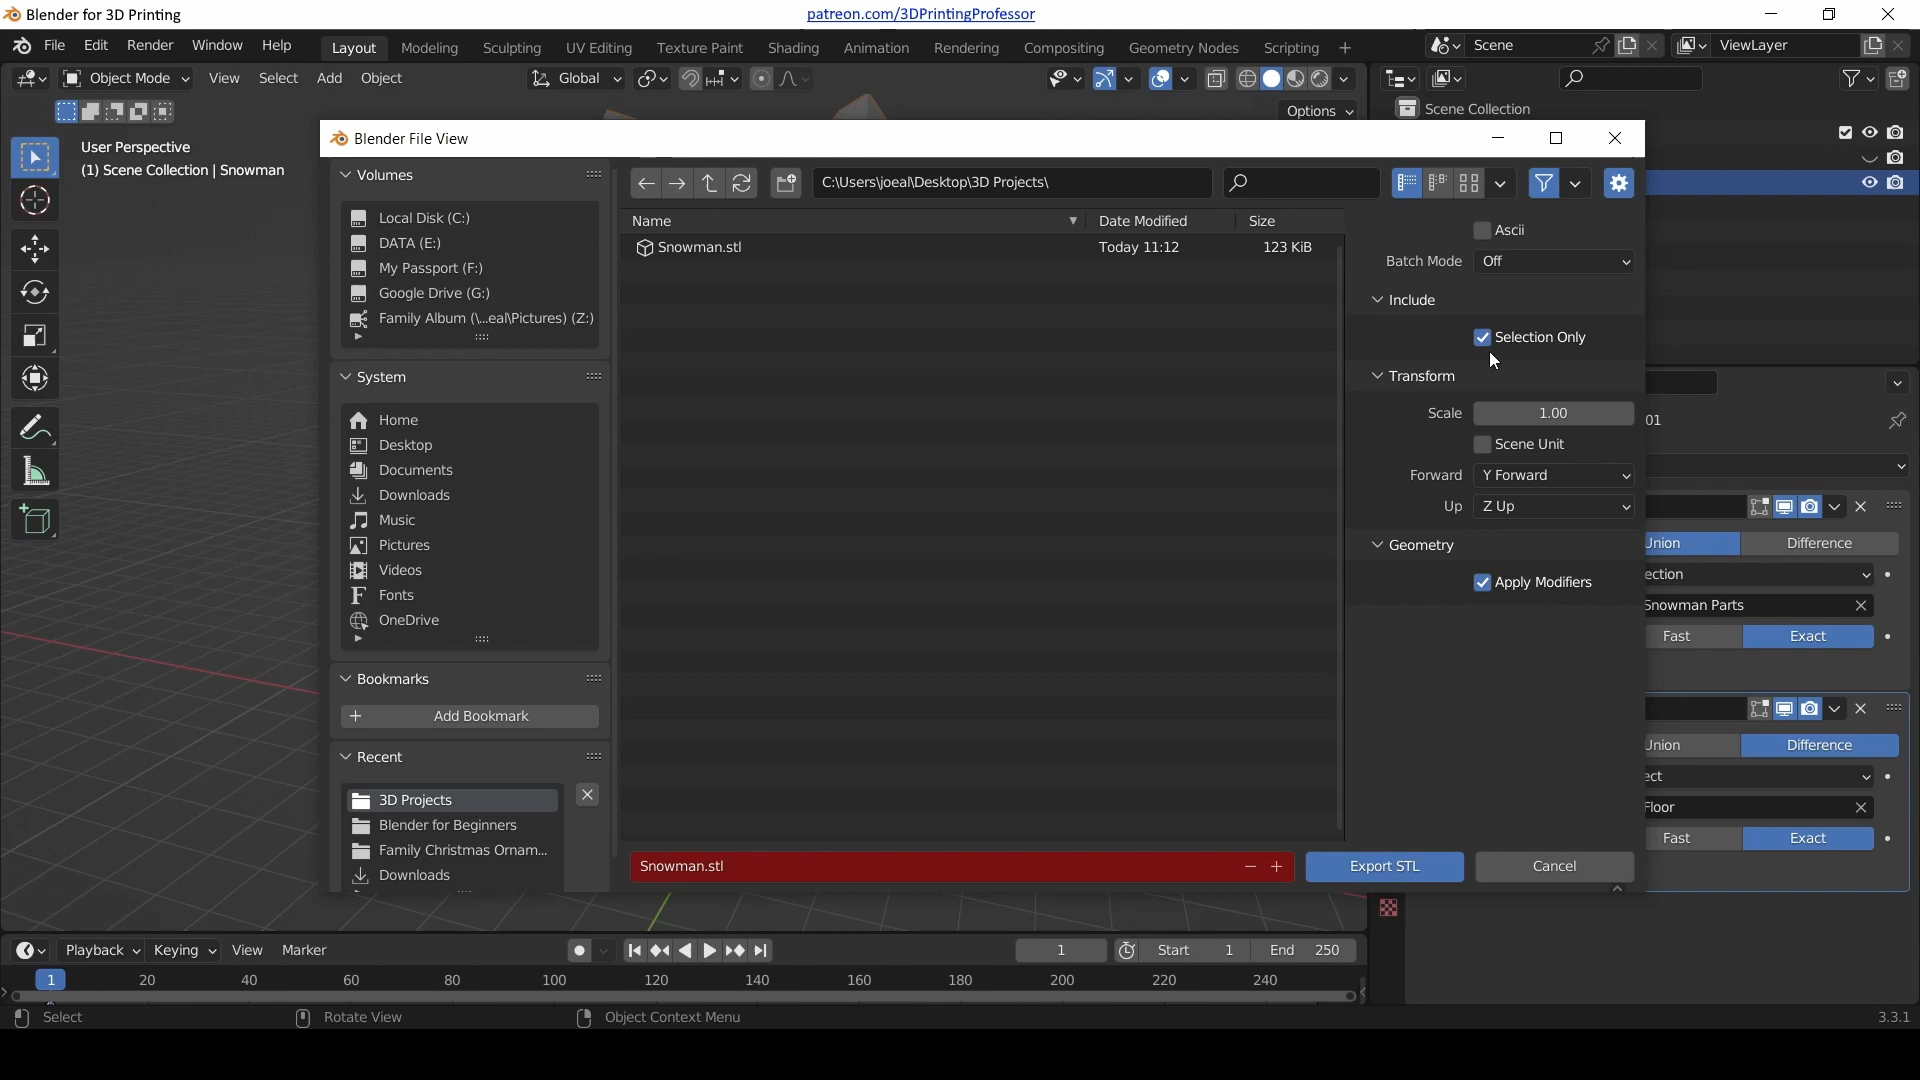 Blender for 3D Printing
patreon.com/3DPrintingProfessor
File Edit Render Window Help Layout Modeling Sculpting UV Editing Texture Paint Shading Animation Rendering Compositing Geometry Nodes Scripting + Scene ViewLayer
Object Mode View Select Add Object Global
Options
Scene Collection
User Perspective
(1) Scene Collection | Snowman
Blender File View
Volumes
Local Disk (C:)
DATA (E:)
My Passport (F:)
Google Drive (G:)
Family Album (\...eal\Pictures) (Z:)
System
Home
Desktop
Documents
Downloads
Music
Pictures
Videos
Fonts
OneDrive
Bookmarks
+ Add Bookmark
Recent
3D Projects
Blender for Beginners
Family Christmas Ornam...
Downloads
C:\Users\joeal\Desktop\3D Projects\
Name Date Modified Size
Snowman.stl Today 11:12 123 KiB
Ascii
Batch Mode Off
Include
Selection Only
Transform
Scale 1.00
Scene Unit
Forward Y Forward
Up Z Up
Geometry
Apply Modifiers
Snowman.stl
Export STL Cancel
01
Union Difference
ection
Snowman Parts
Fast Exact
Union Difference
ect
Floor
Fast Exact
Playback Keying View Marker 1 Start 1 End 250
1 20 40 60 80 100 120 140 160 180 200 220 240
Select Rotate View Object Context Menu 3.3.1